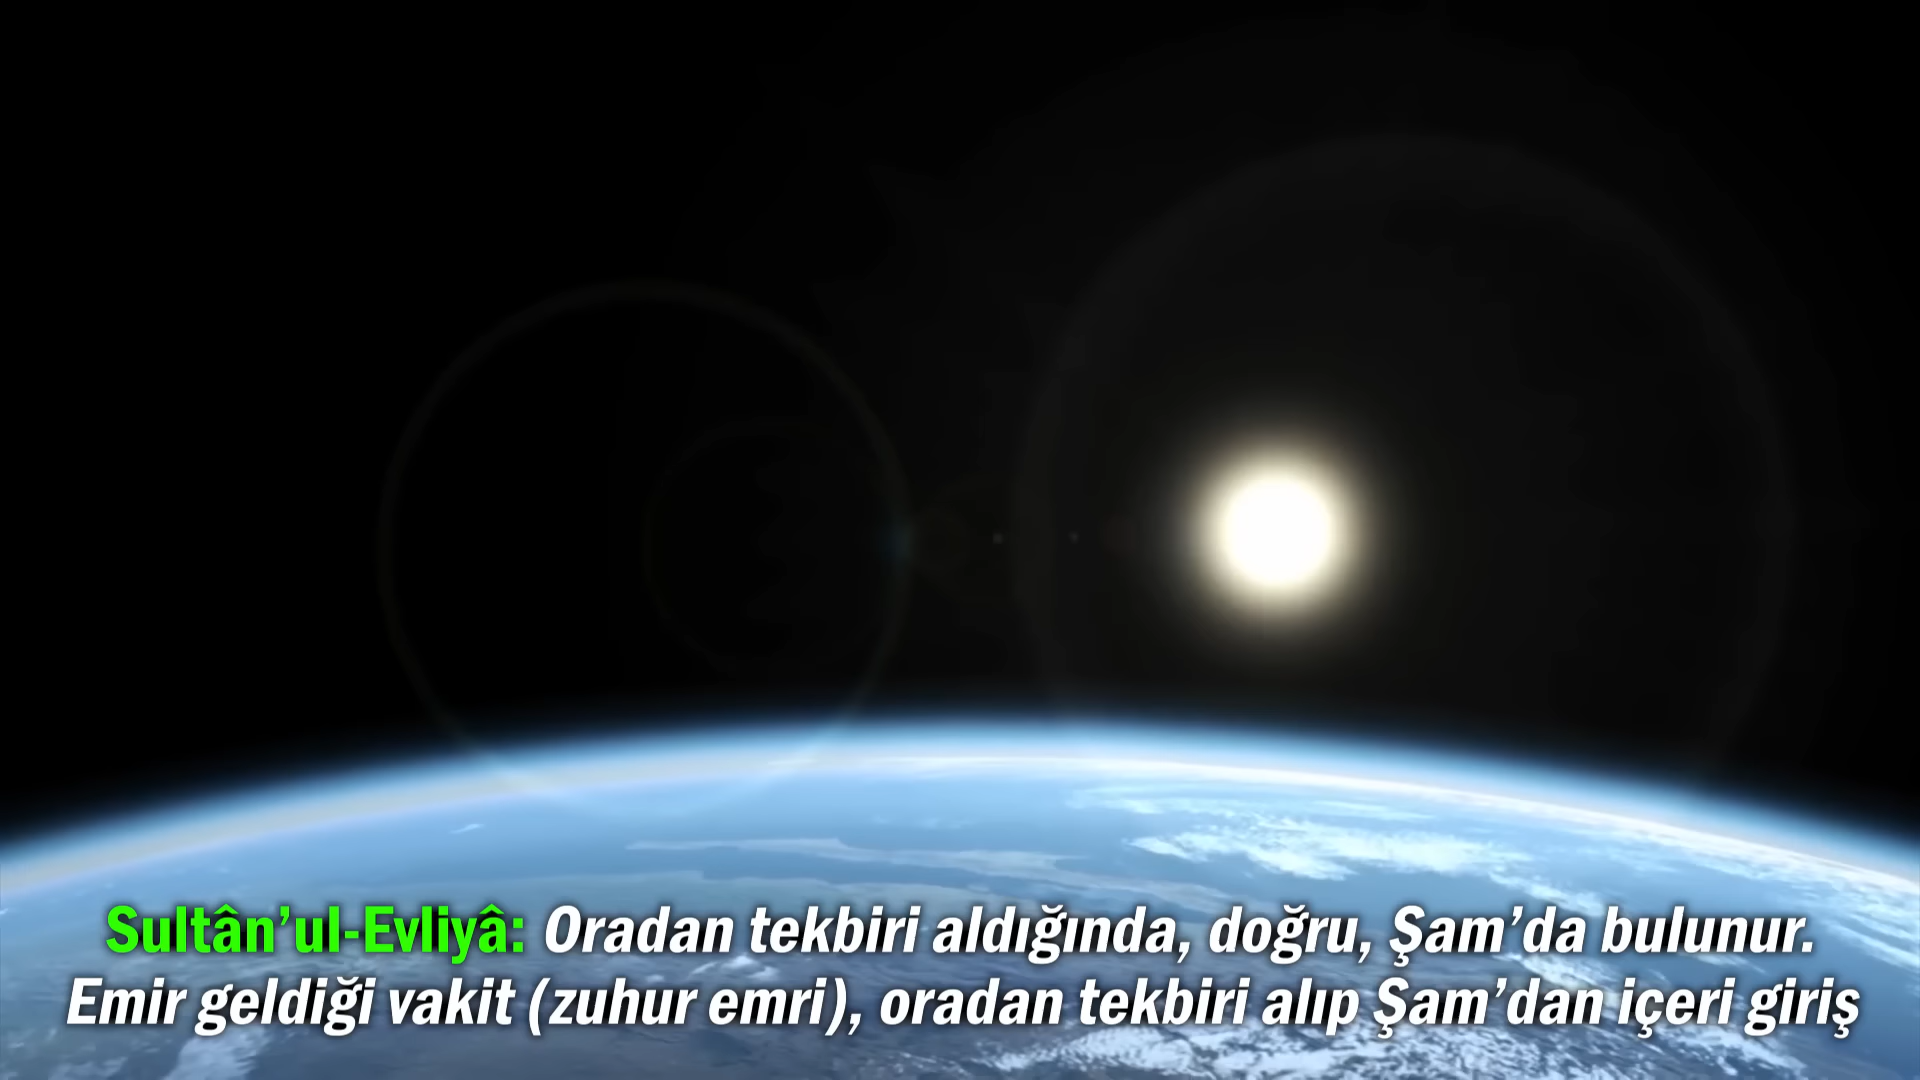 Sultân’ul-Evliyâ: Oradan tekbiri aldığında, doğru, Şam’da bulunur.
Emir geldiği vakit (zuhur emri), oradan tekbiri alıp Şam’dan içeri giriş